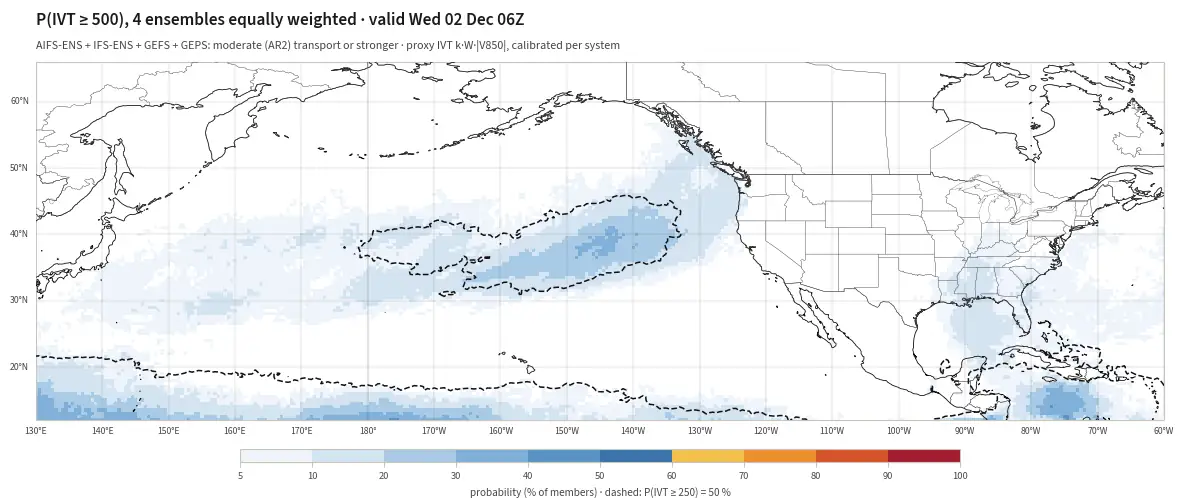 P(IVT ≥ 500), 4 ensembles equally weighted · valid Wed 02 Dec 06Z
AIFS-ENS + IFS-ENS + GEFS + GEPS: moderate (AR2) transport or stronger · proxy IVT k·W·|V850|, calibrated per system
60°N
50°N
40°N
30°N
20°N
130°E 140°E 150°E 160°E 170°E 180° 170°W 160°W 150°W 140°W 130°W 120°W 110°W 100°W 90°W 80°W 70°W 60°W
5 10 20 30 40 50 60 70 80 90 100
probability (% of members) · dashed: P(IVT ≥ 250) = 50 %